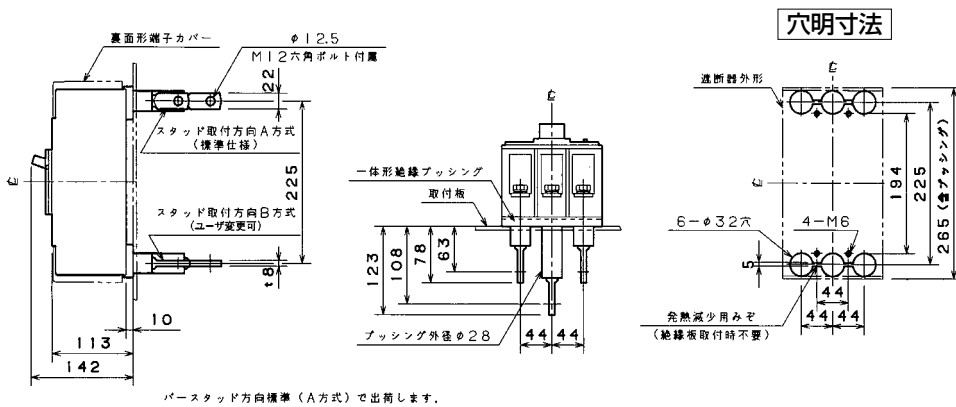 穴明寸法
裏面形端子カバー
φ12.5
M12六角ボルト付属
22
スタッド取付方向A方式
(標準仕様)
225
スタッド取付方向B方式
(ユーザ変更可)
t8
10
113
142
℄
バースタッド方向標準(A方式)で出荷します.
℄
一体形絶縁ブッシング
取付板
123
108
78
63
ブッシング外径φ28
44 44
℄
遮断器外形
℄
194
225
265(含ブッシング)
6-φ32穴
4-M6
5
44
44 44
発熱減少用みぞ
(絶縁板取付時不要)